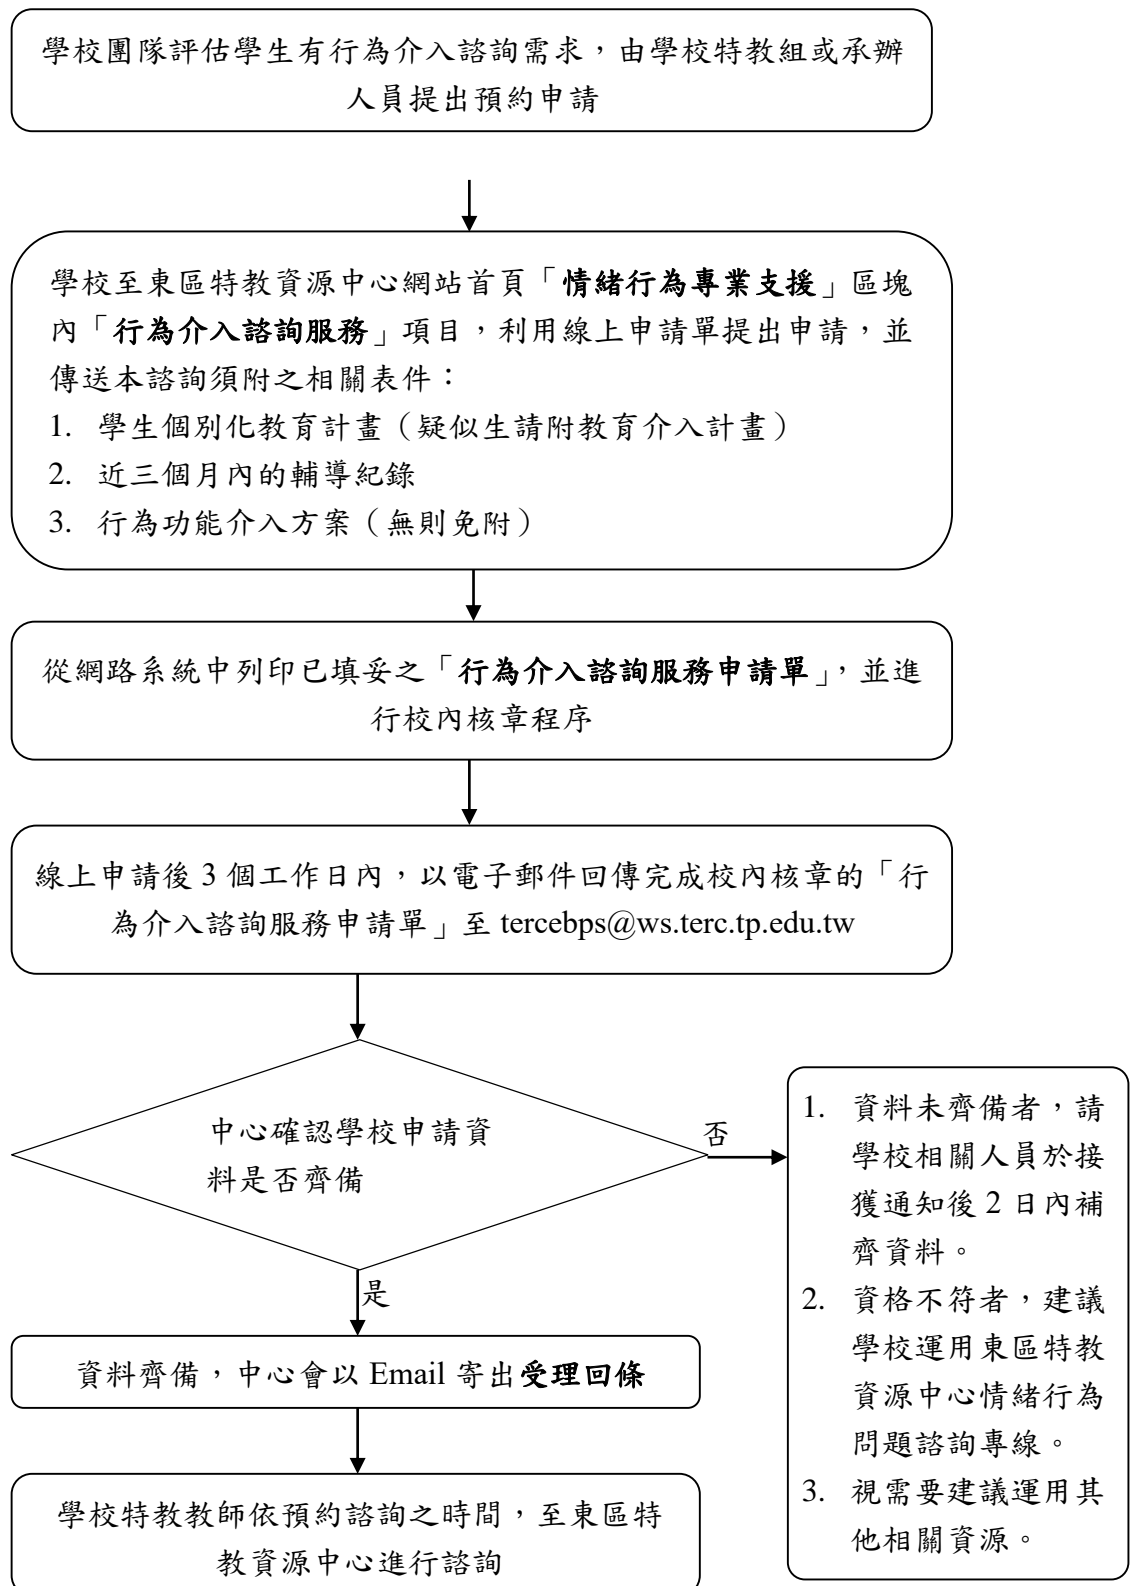 學校團隊評估學生有行為介入諮詢需求，由學校特教組或承辦
人員提出預約申請
學校至東區特教資源中心網站首頁「情緒行為專業支援」區塊
內「行為介入諮詢服務」項目，利用線上申請單提出申請，並
傳送本諮詢須附之相關表件：
1. 學生個別化教育計畫（疑似生請附教育介入計畫）
2. 近三個月內的輔導紀錄
3. 行為功能介入方案（無則免附）
從網路系統中列印已填妥之「行為介入諮詢服務申請單」，並進
行校內核章程序
線上申請後 3 個工作日內，以電子郵件回傳完成校內核章的「行
為介入諮詢服務申請單」至 tercebps@ws.terc.tp.edu.tw
中心確認學校申請資
料是否齊備
否
1. 資料未齊備者，請
學校相關人員於接
獲通知後 2 日內補
齊資料。
2. 資格不符者，建議
學校運用東區特教
資源中心情緒行為
問題諮詢專線。
3. 視需要建議運用其
他相關資源。
是
資料齊備，中心會以 Email 寄出受理回條
學校特教教師依預約諮詢之時間，至東區特
教資源中心進行諮詢